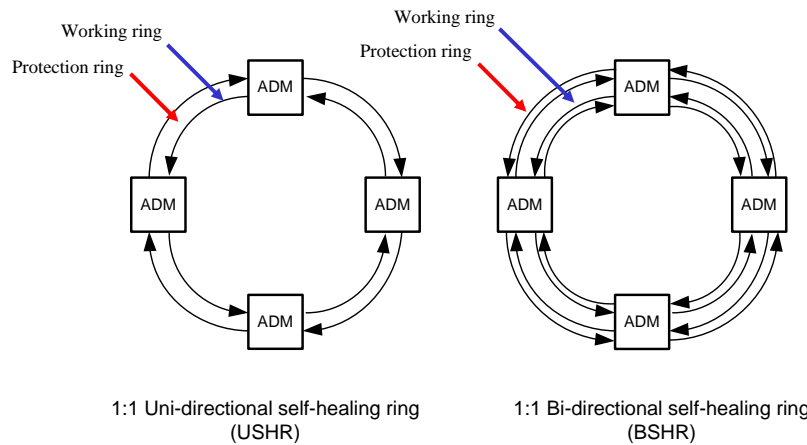 Working ring
Protection ring
ADM
ADM
ADM
ADM
1:1 Uni-directional self-healing ring
(USHR)
Working ring
Protection ring
ADM
ADM
ADM
ADM
1:1 Bi-directional self-healing ring
(BSHR)